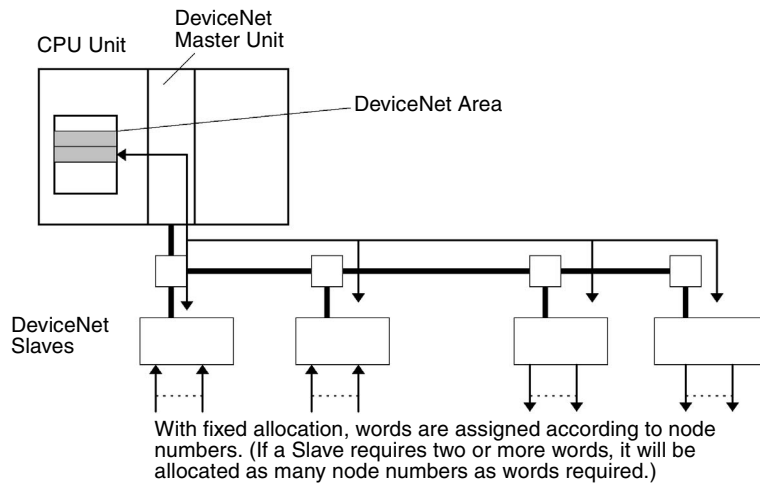 DeviceNet
Master Unit
CPU Unit
DeviceNet Area
DeviceNet
Slaves
With fixed allocation, words are assigned according to node
numbers. (If a Slave requires two or more words, it will be
allocated as many node numbers as words required.)